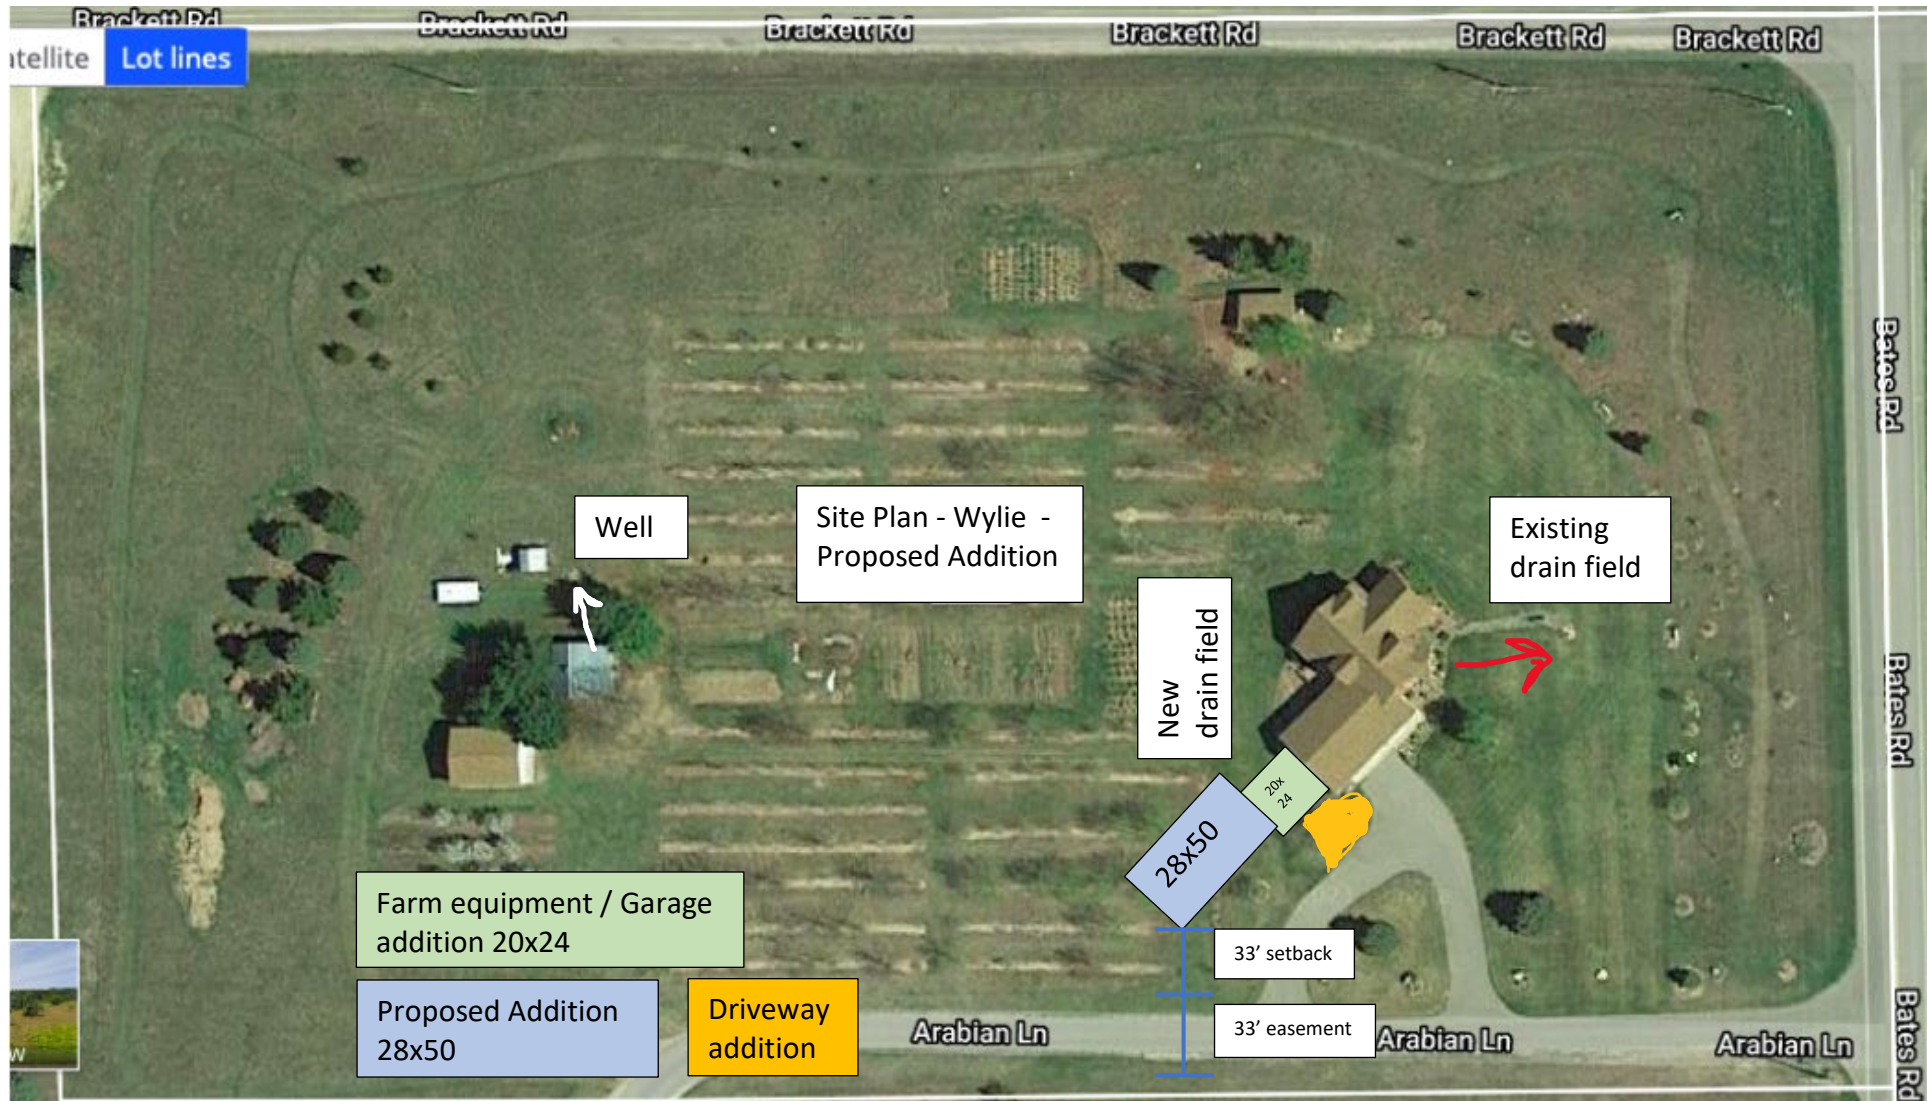 Brackett Rd
Brackett Rd
Brackett Rd
Brackett Rd
Brackett Rd
Brackett Rd
atellite
Lot lines
Bates Rd
Well
Site Plan - Wylie -
Proposed Addition
Existing
drain field
New
drain field
Bates Rd
20x
24
28x50
Farm equipment / Garage
addition 20x24
33' setback
Proposed Addition
28x50
Driveway
addition
33' easement
Arabian Ln
Arabian Ln
Arabian Ln
Bates Rd
w